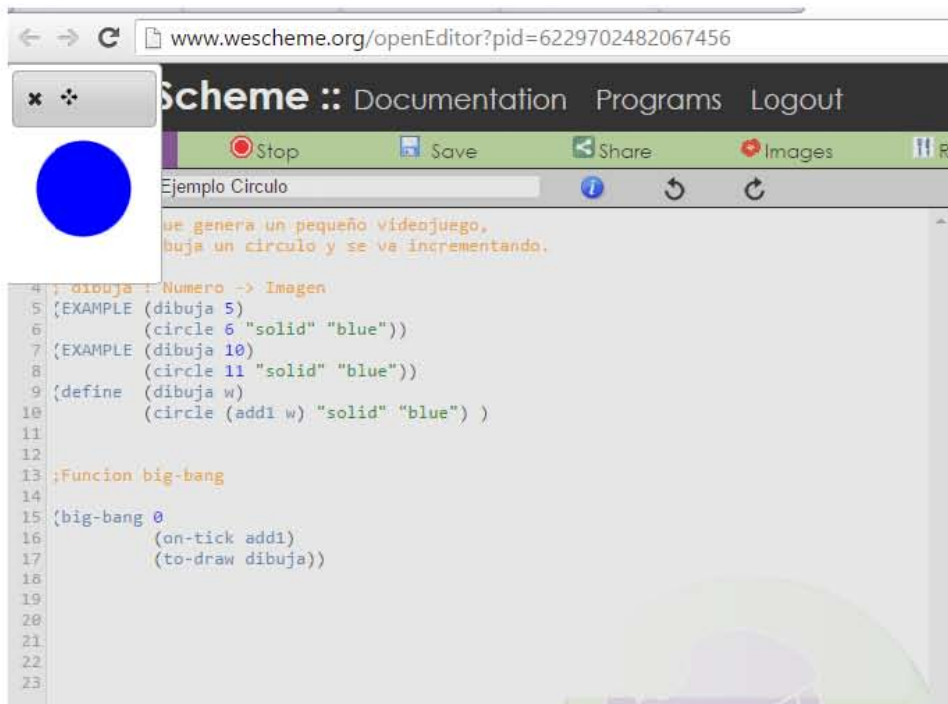 www.wescheme.org/openEditor?pid=6229702482067456
Scheme :: Documentation Programs Logout
Stop Save Share Images R
Ejemplo Circulo
ue genera un pequeño videojuego,
buja un circulo y se va incrementando.
4 ; dibuja : Numero -> Imagen
5 (EXAMPLE (dibuja 5)
6 (circle 6 "solid" "blue"))
7 (EXAMPLE (dibuja 10)
8 (circle 11 "solid" "blue"))
9 (define (dibuja w)
10 (circle (add1 w) "solid" "blue") )
11
12
13 ;Funcion big-bang
14
15 (big-bang 0
16 (on-tick add1)
17 (to-draw dibuja))
18
19
20
21
22
23